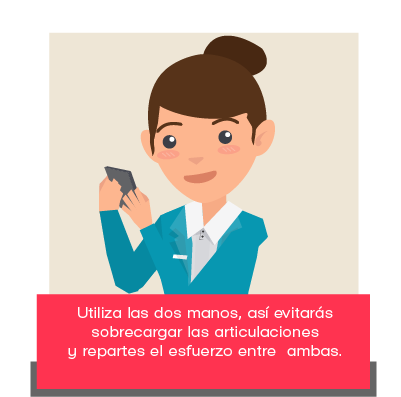 Utiliza las dos manos, así evitarás
sobrecargar las articulaciones
y repartes el esfuerzo entre ambas.